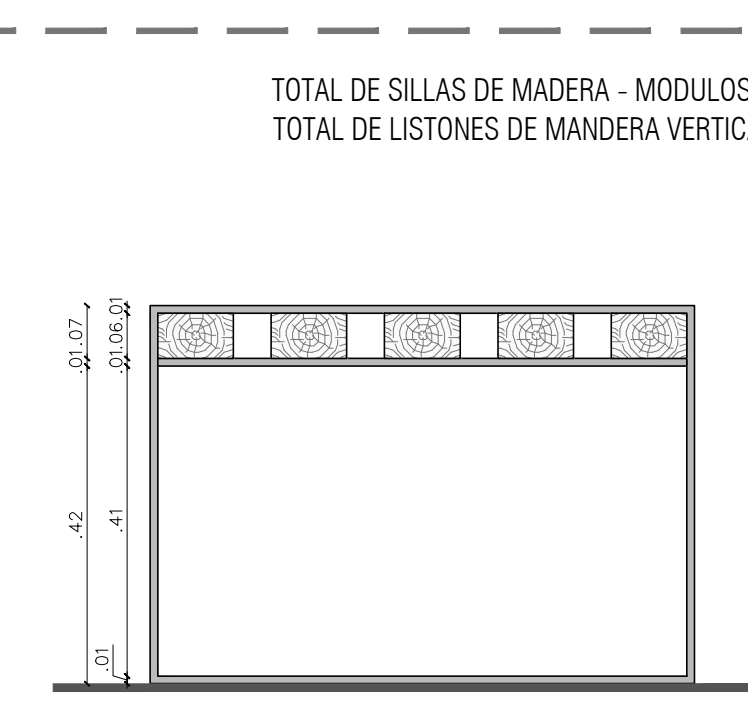 TOTAL DE SILLAS DE MADERA - MODULOS
TOTAL DE LISTONES DE MANDERA VERTICA
.01.07
.01.06.01
.42
.41
.01